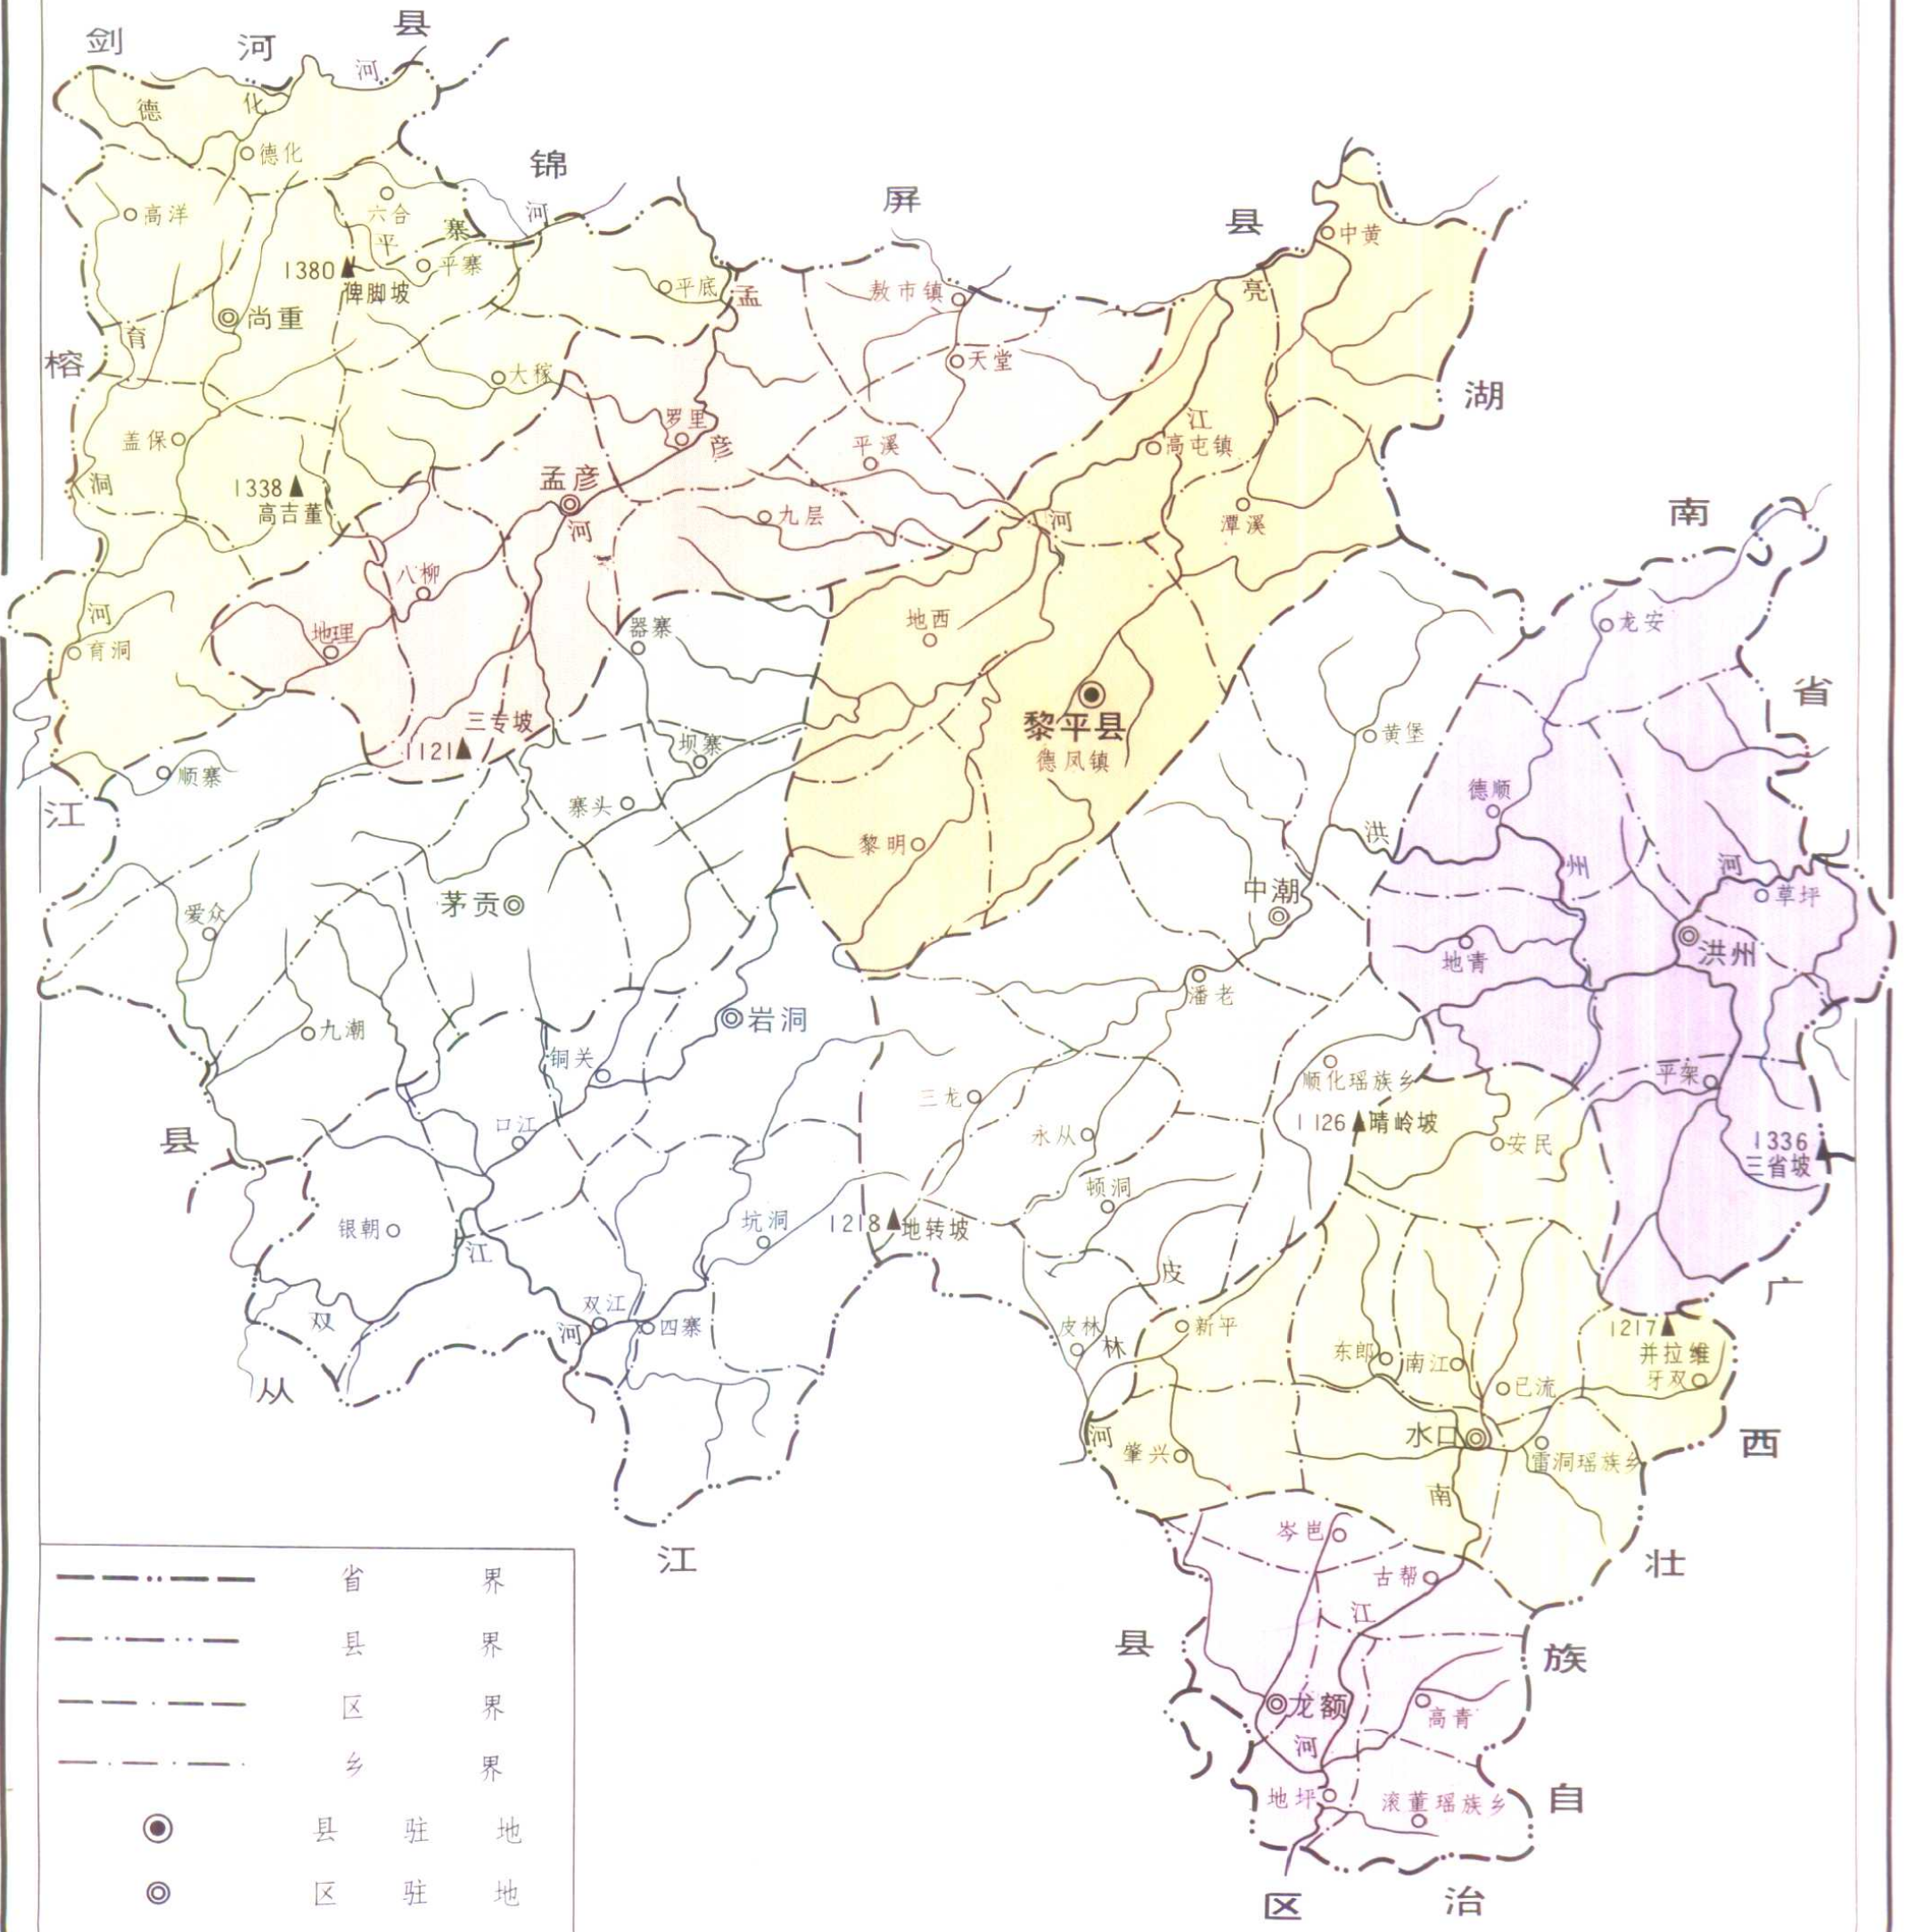 剑河县
河
德化
德化
锦屏县
高洋
六合
平寨
河
平寨
1380
俾脚坡
平底
孟
敖市镇
中黄
亮
尚重
育
榕
天堂
大稼
湖
罗里
彦
江
盖保
平溪
高屯镇
1338
高吉董
洞
孟彦
河
九层
河
潭溪
南
八柳
河
地理
器寨
地西
龙安
育洞
省
三专坡
1121
黎平县
德凤镇
黄堡
坝寨
顺寨
寨头
德顺
江
黎明
洪
州
河
茅贡
中潮
草坪
爱众
洪州
地青
潘老
岩洞
九潮
铜关
顺化瑶族乡
平架
三龙
1126
晴岭坡
口江
永从
安民
县
1336
三省坡
顿洞
银朝
坑洞
1218
地转坡
江
皮
广
双
双江
河
四寨
皮林
林
新平
东郎
南江
1217
并拉维
牙双
已流
从
河
肇兴
水口
雷洞瑶族乡
西
南
岑岜
古帮
江
江
壮
县
族
龙额
高青
河
地坪
滚董瑶族乡
自
区
治
省界
县界
区界
乡界
县驻地
区驻地